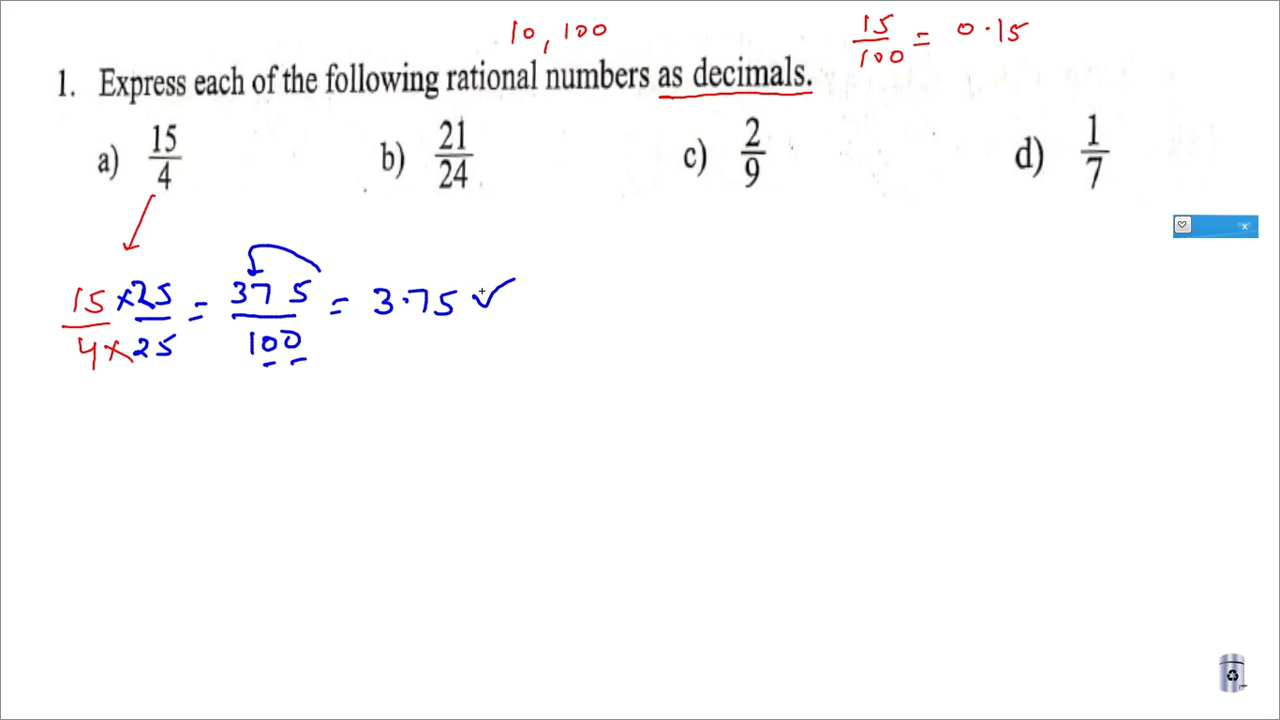 10, 100
15/100 = 0.15
1. Express each of the following rational numbers as decimals.
a) 15/4 b) 21/24 c) 2/9 d) 1/7
15×25/4×25 = 375/100 = 3.75 ✓